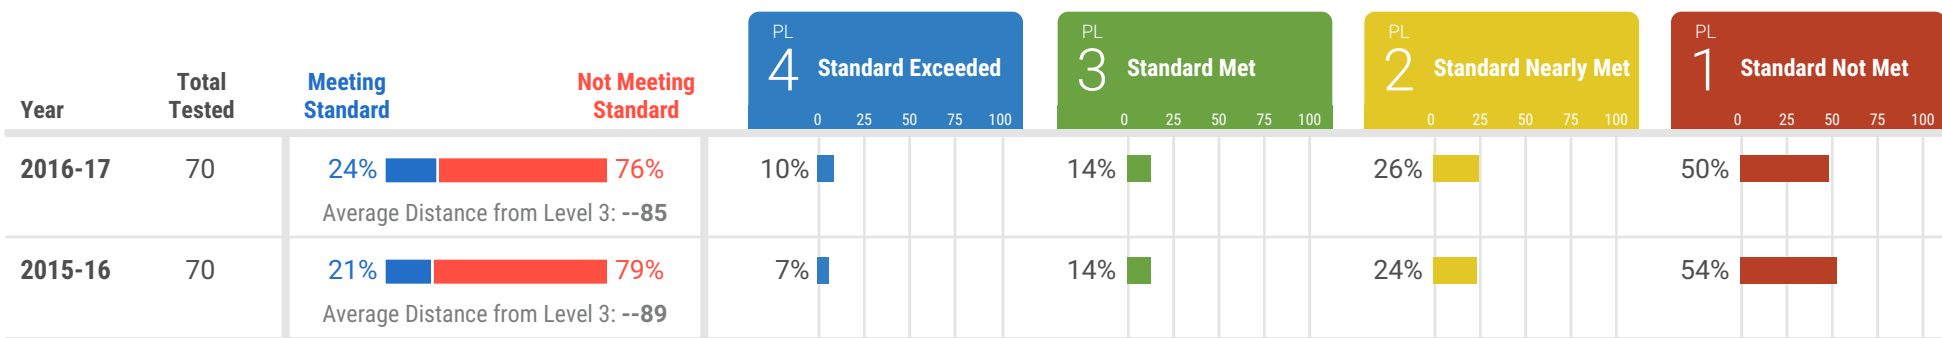 PL
4 Standard Exceeded
0 25 50 75 100
PL
3 Standard Met
0 25 50 75 100
PL
2 Standard Nearly Met
0 25 50 75 100
PL
1 Standard Not Met
0 25 50 75 100
Year
Total
Tested
Meeting
Standard
Not Meeting
Standard
2016-17 70 24% 76% 10% 14% 26% 50%
Average Distance from Level 3: --85
2015-16 70 21% 79% 7% 14% 24% 54%
Average Distance from Level 3: --89